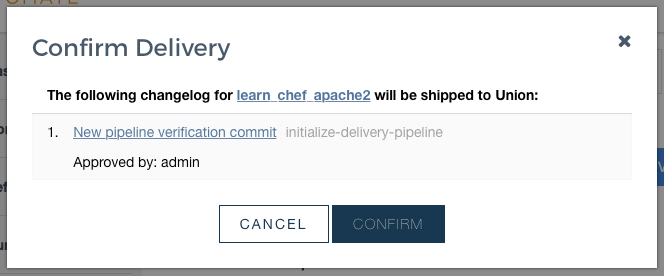 Confirm Delivery
The following changelog for learn_chef_apache2 will be shipped to Union:
1. New pipeline verification commit initialize-delivery-pipeline
Approved by: admin
CANCEL CONFIRM